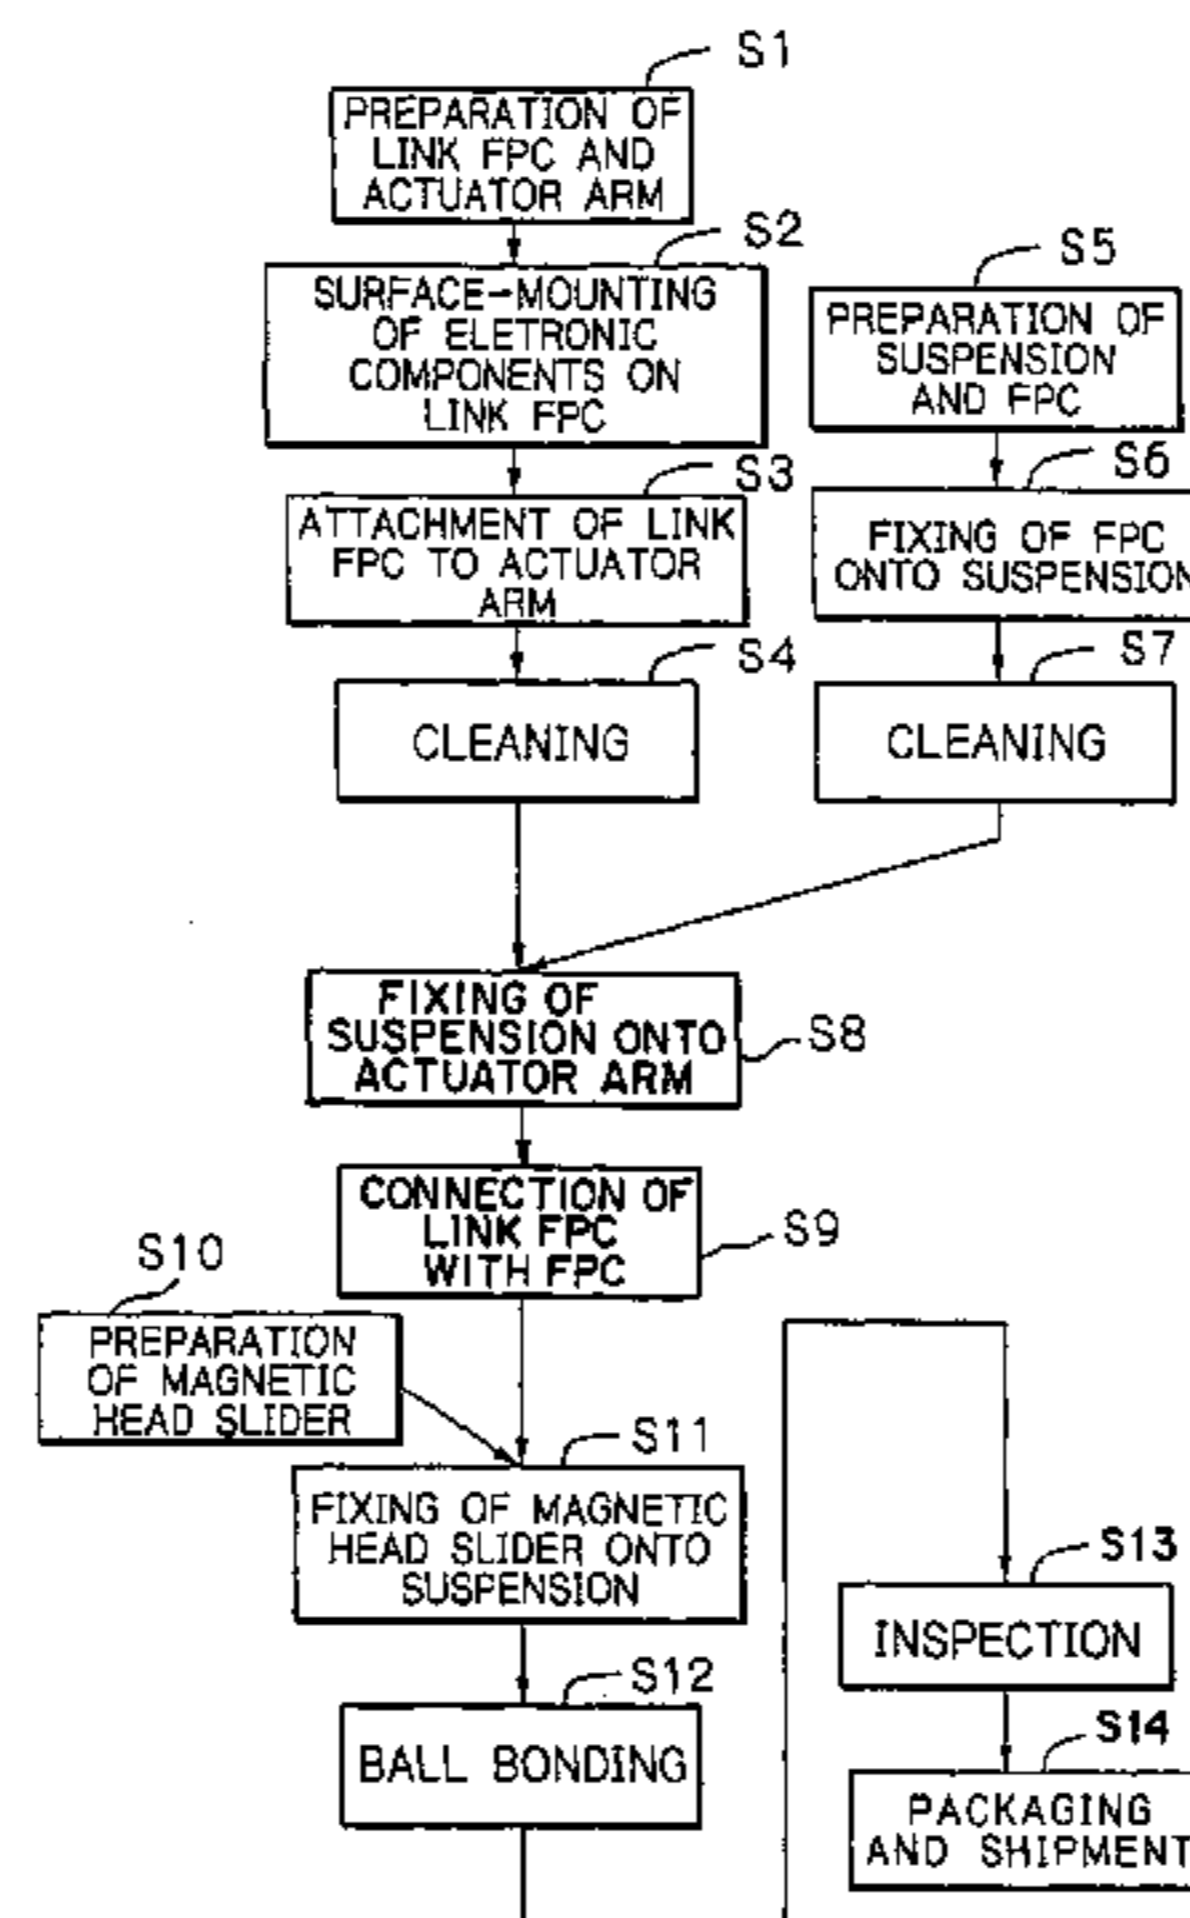 S1
PREPARATION OF
LINK FPC AND
ACTUATOR ARM
S2
SURFACE-MOUNTING
OF ELETRONIC
COMPONENTS ON
LINK FPC
S3
ATTACHMENT OF LINK
FPC TO ACTUATOR
ARM
S4
CLEANING
S5
PREPARATION OF
SUSPENSION
AND FPC
S6
FIXING OF FPC
ONTO SUSPENSION
S7
CLEANING
FIXING OF
SUSPENSION ONTO
ACTUATOR ARM
S8
CONNECTION OF
LINK FPC
WITH FPC
S9
S10
PREPARATION
OF MAGNETIC
HEAD SLIDER
S11
FIXING OF MAGNETIC
HEAD SLIDER ONTO
SUSPENSION
S12
BALL BONDING
S13
INSPECTION
S14
PACKAGING
AND SHIPMENT